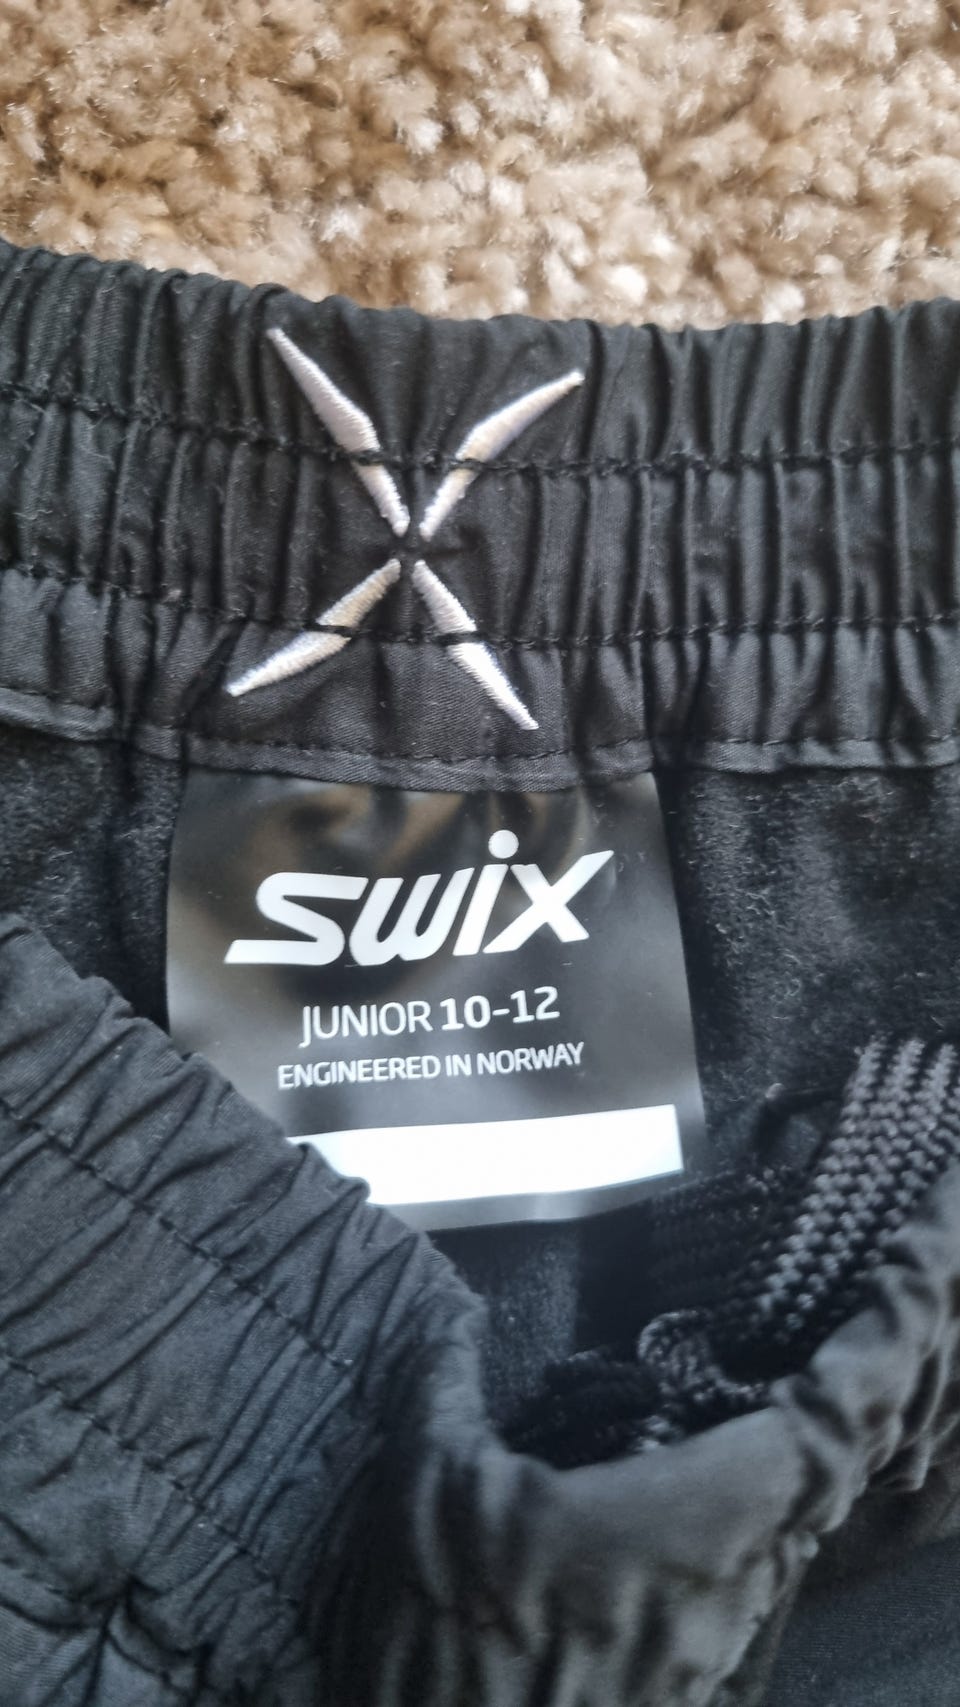 swix
JUNIOR 10-12
ENGINEERED IN NORWAY